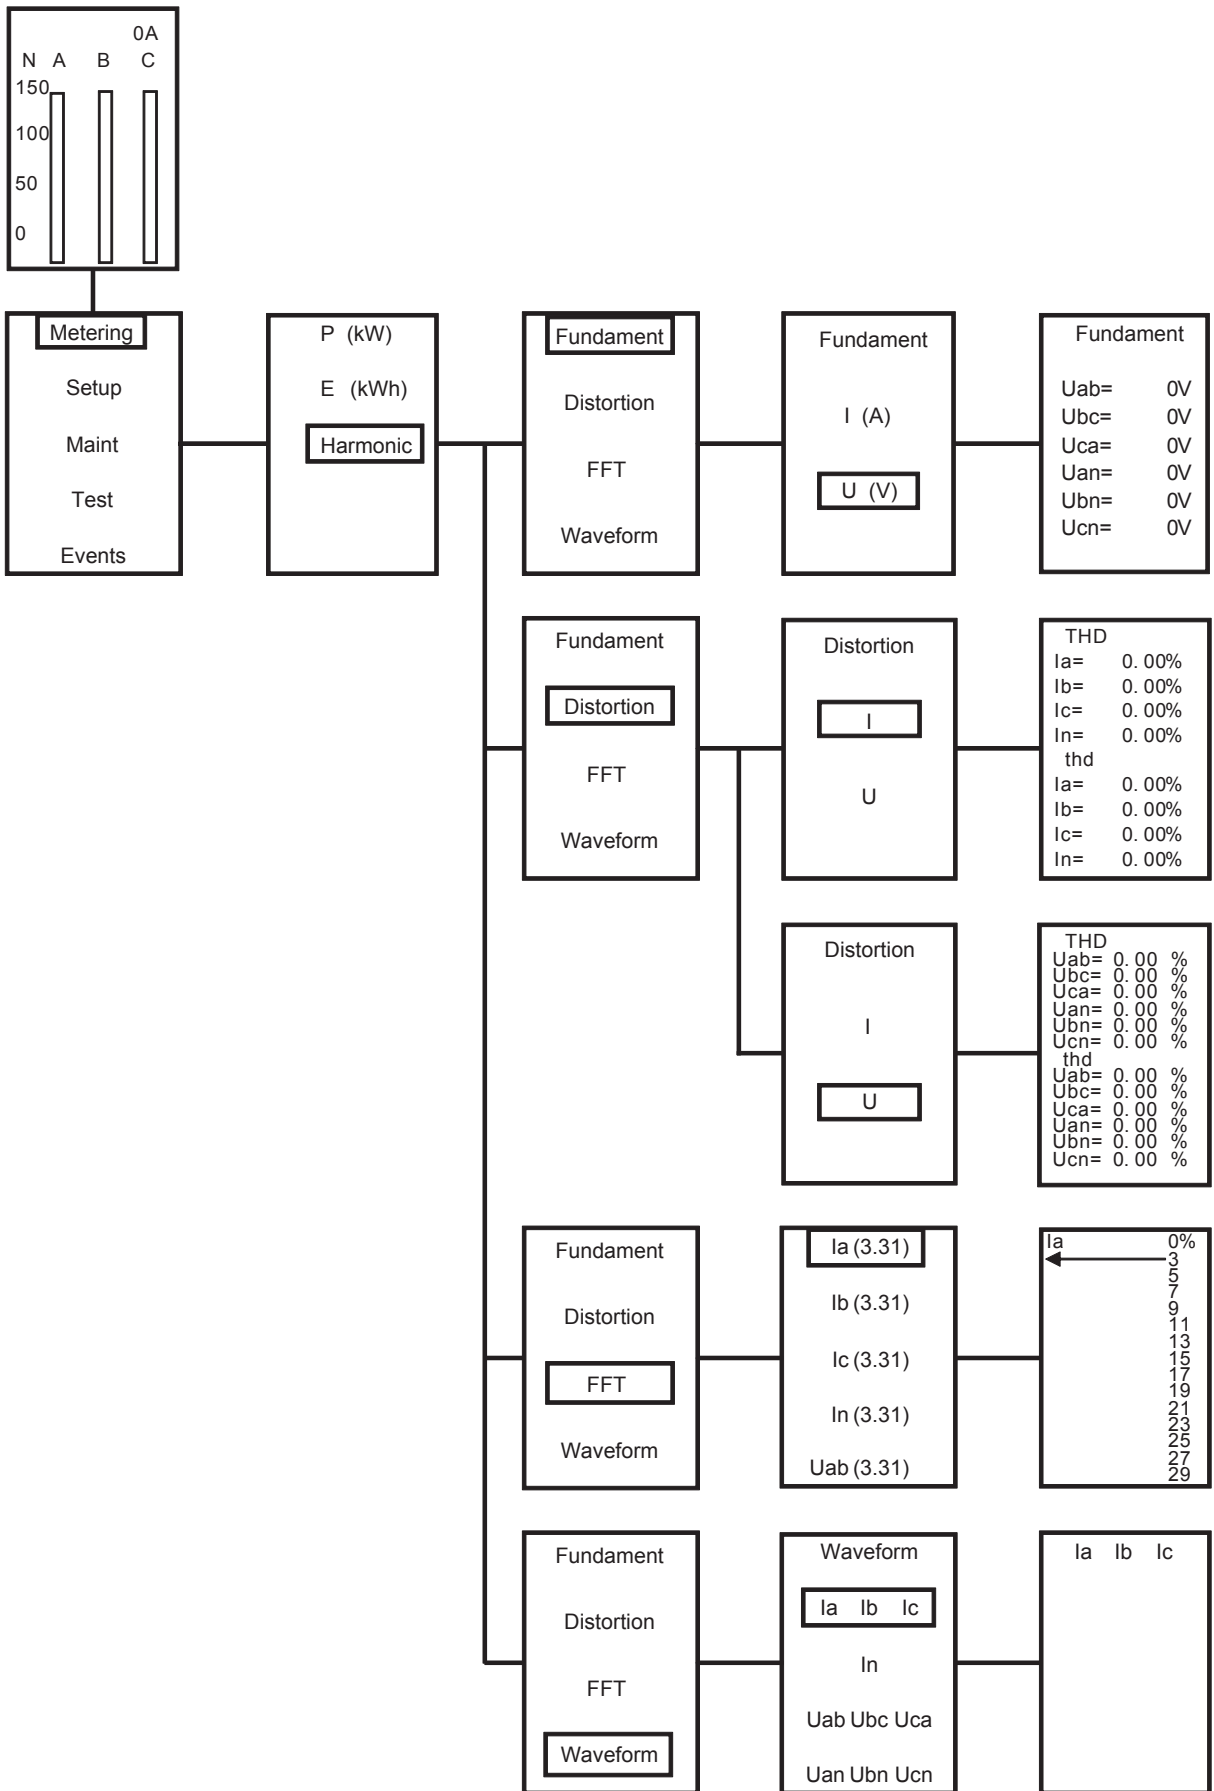 0A
N A B C
150
100
50
0
Metering
Setup
Maint
Test
Events
P (kW)
E (kWh)
Harmonic
Fundament
Distortion
FFT
Waveform
Fundament
I (A)
U (V)
Fundament
Uab= 0V
Ubc= 0V
Uca= 0V
Uan= 0V
Ubn= 0V
Ucn= 0V
Fundament
Distortion
FFT
Waveform
Distortion
I
U
THD
Ia= 0. 00%
Ib= 0. 00%
Ic= 0. 00%
In= 0. 00%
thd
Ia= 0. 00%
Ib= 0. 00%
Ic= 0. 00%
In= 0. 00%
Distortion
I
U
THD
Uab= 0. 00 %
Ubc= 0. 00 %
Uca= 0. 00 %
Uan= 0. 00 %
Ubn= 0. 00 %
Ucn= 0. 00 %
thd
Uab= 0. 00 %
Ubc= 0. 00 %
Uca= 0. 00 %
Uan= 0. 00 %
Ubn= 0. 00 %
Ucn= 0. 00 %
Fundament
Distortion
FFT
Waveform
Ia (3.31)
Ib (3.31)
Ic (3.31)
In (3.31)
Uab (3.31)
Ia 0%
3
5
7
9
11
13
15
17
19
21
23
25
27
29
Fundament
Distortion
FFT
Waveform
Waveform
Ia Ib Ic
In
Uab Ubc Uca
Uan Ubn Ucn
Ia Ib Ic